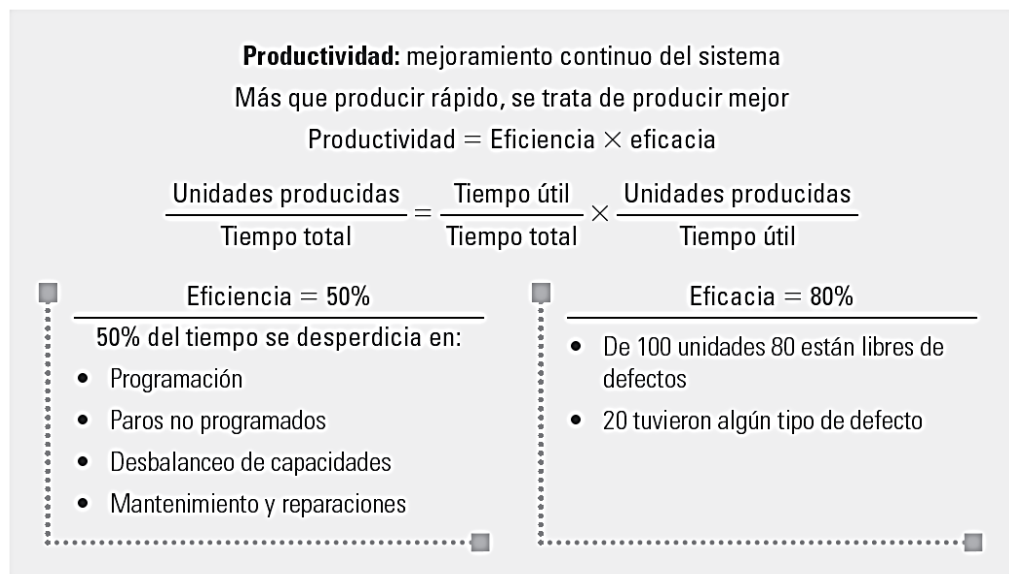 Productividad: mejoramiento continuo del sistema
Más que producir rápido, se trata de producir mejor
Productividad = Eficiencia × eficacia
Unidades producidas / Tiempo total = Tiempo útil / Tiempo total × Unidades producidas / Tiempo útil
Eficiencia = 50%
50% del tiempo se desperdicia en:
• Programación
• Paros no programados
• Desbalanceo de capacidades
• Mantenimiento y reparaciones
Eficacia = 80%
• De 100 unidades 80 están libres de
defectos
• 20 tuvieron algún tipo de defecto